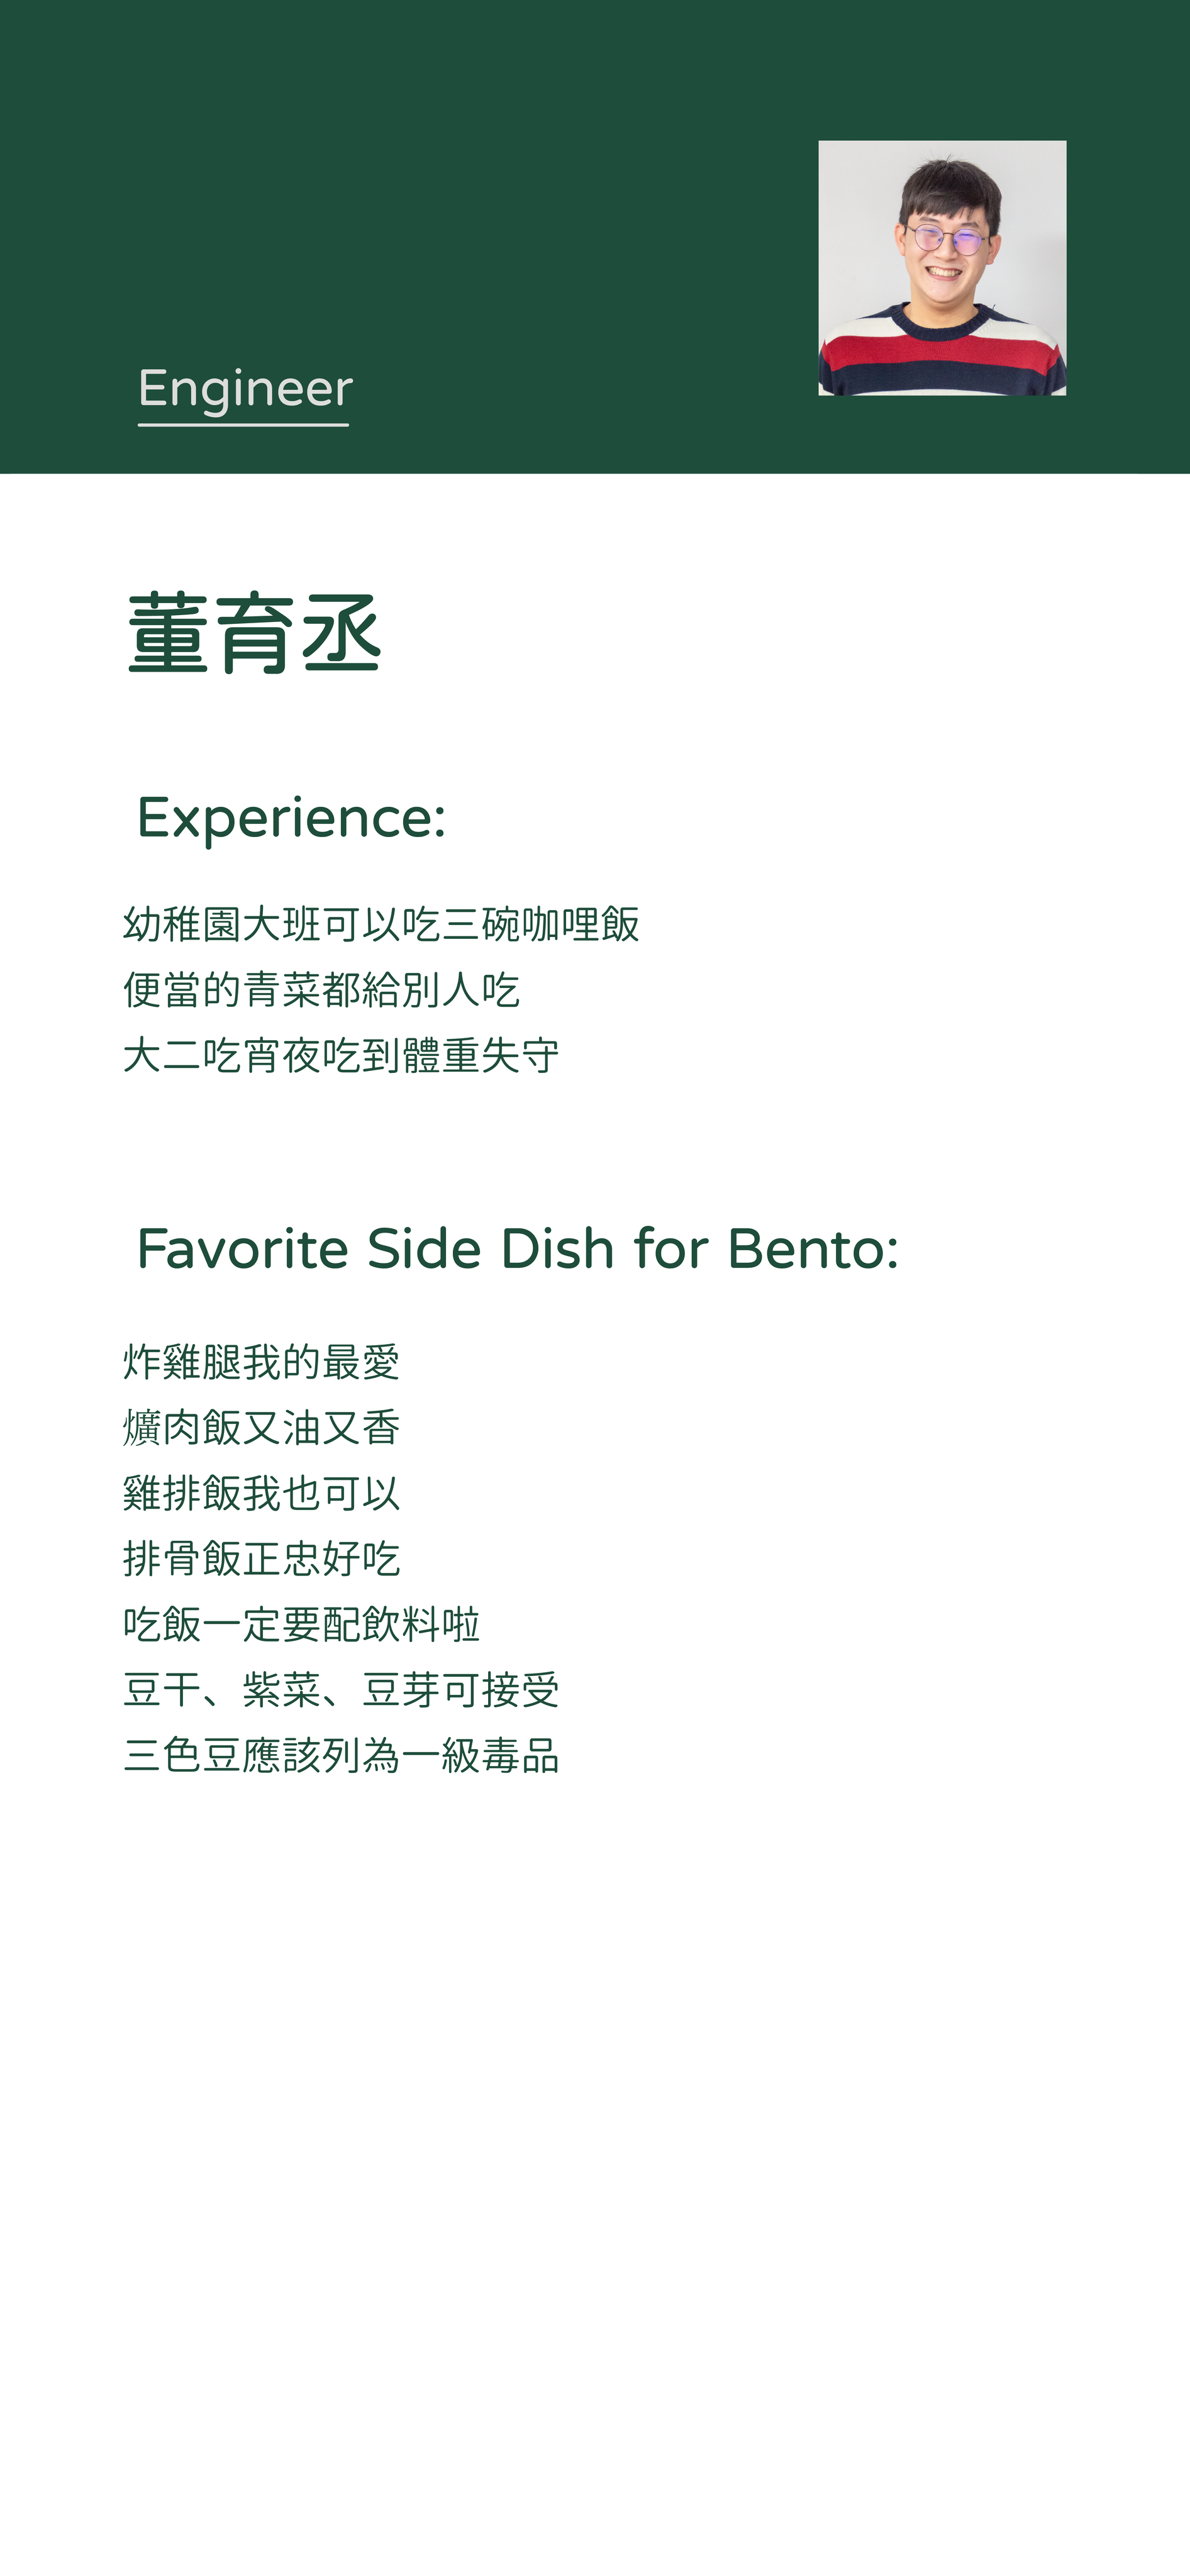 Engineer
董育丞
Experience:
幼稚園大班可以吃三碗咖哩飯
便當的青菜都給別人吃
大二吃宵夜吃到體重失守
Favorite Side Dish for Bento:
炸雞腿我的最愛
爌肉飯又油又香
雞排飯我也可以
排骨飯正忠好吃
吃飯一定要配飲料啦
豆干、紫菜、豆芽可接受
三色豆應該列為一級毒品